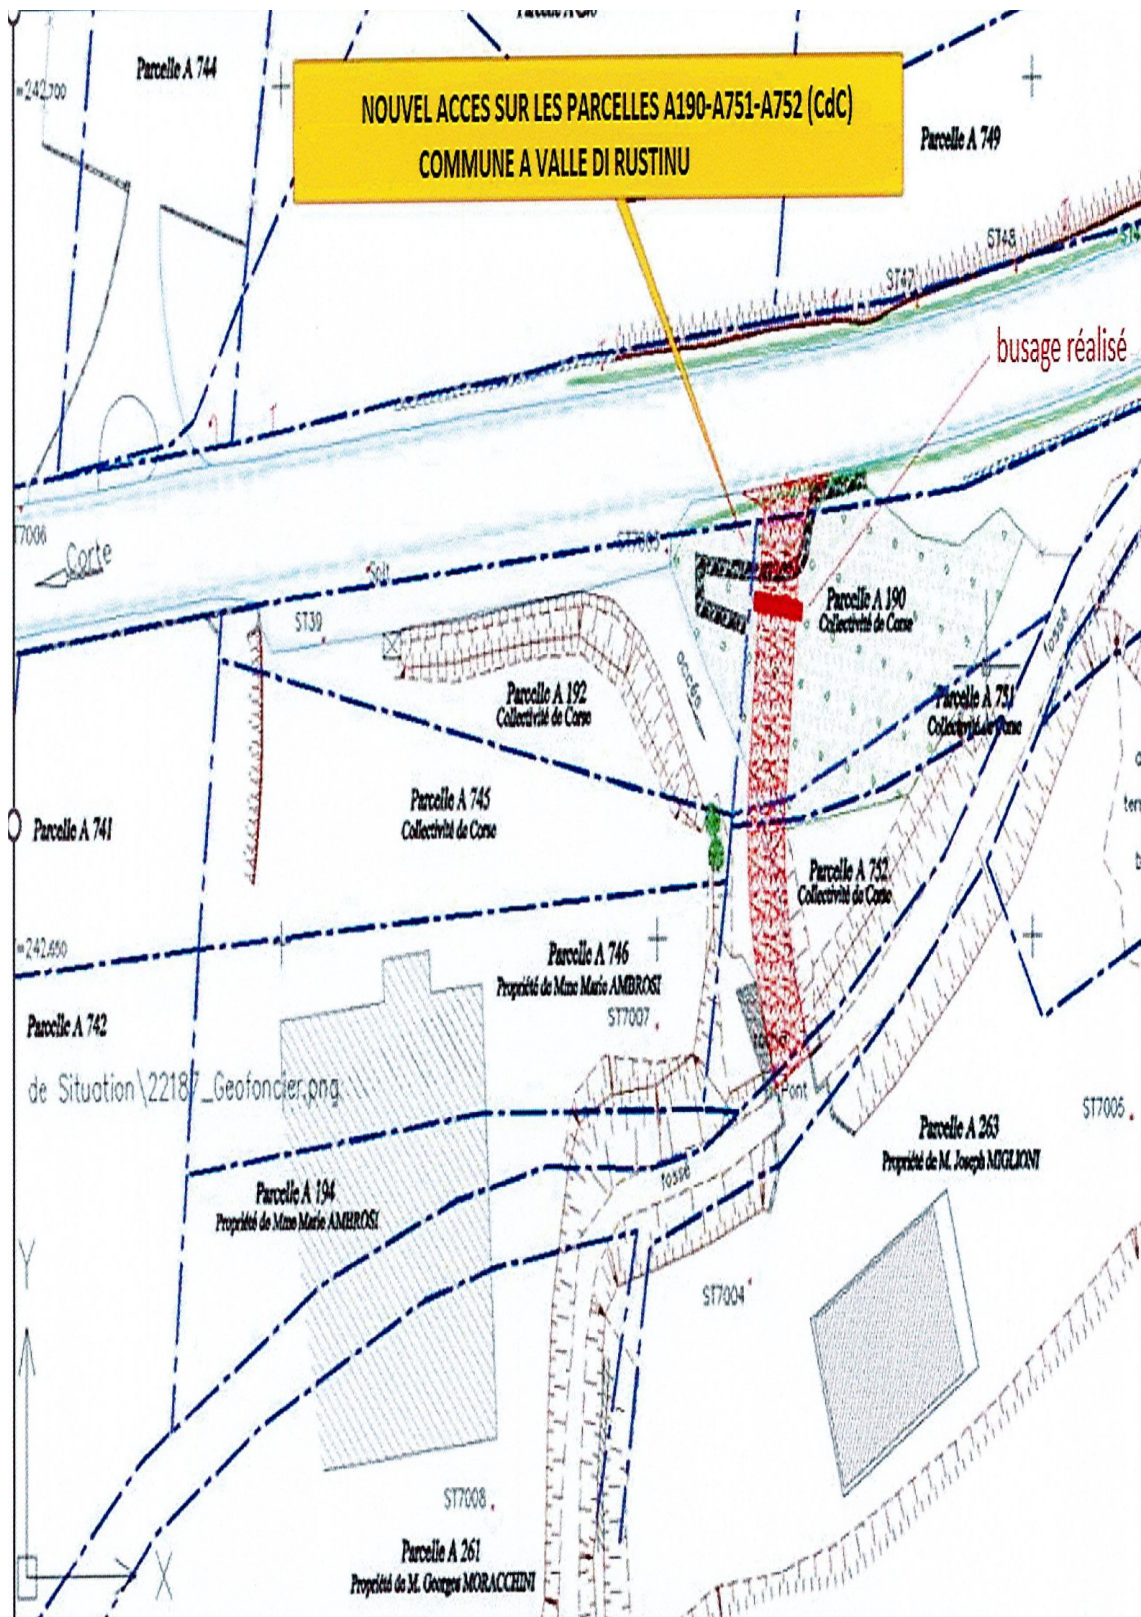 Parcelle A 744
=242,700
NOUVEL ACCES SUR LES PARCELLES A190-A751-A752 (CdC)
COMMUNE A VALLE DI RUSTINU
Parcelle A 749
ST48
ST47
busage réalisé
T7006
Corte
ST39
Parcelle A 190
Collectivité de Corse
fossé
accès
Parcelle A 192
Collectivité de Corse
Parcelle A 751
Collectivité de Corse
Parcelle A 745
Collectivité de Corse
Parcelle A 741
Parcelle A 752
Collectivité de Corse
=242,650
Parcelle A 746
Propriété de Mme Marie AMBROSI
ST7007
Parcelle A 742
de Situation\22187_Geofoncier.png
Pont
ST7005
Parcelle A 263
Propriété de M. Joseph MIGLIONI
fossé
Parcelle A 194
Propriété de Mme Marie AMBROSI
Y
ST7004
ST7008
X
Parcelle A 261
Propriété de M. Georges MORACCHINI